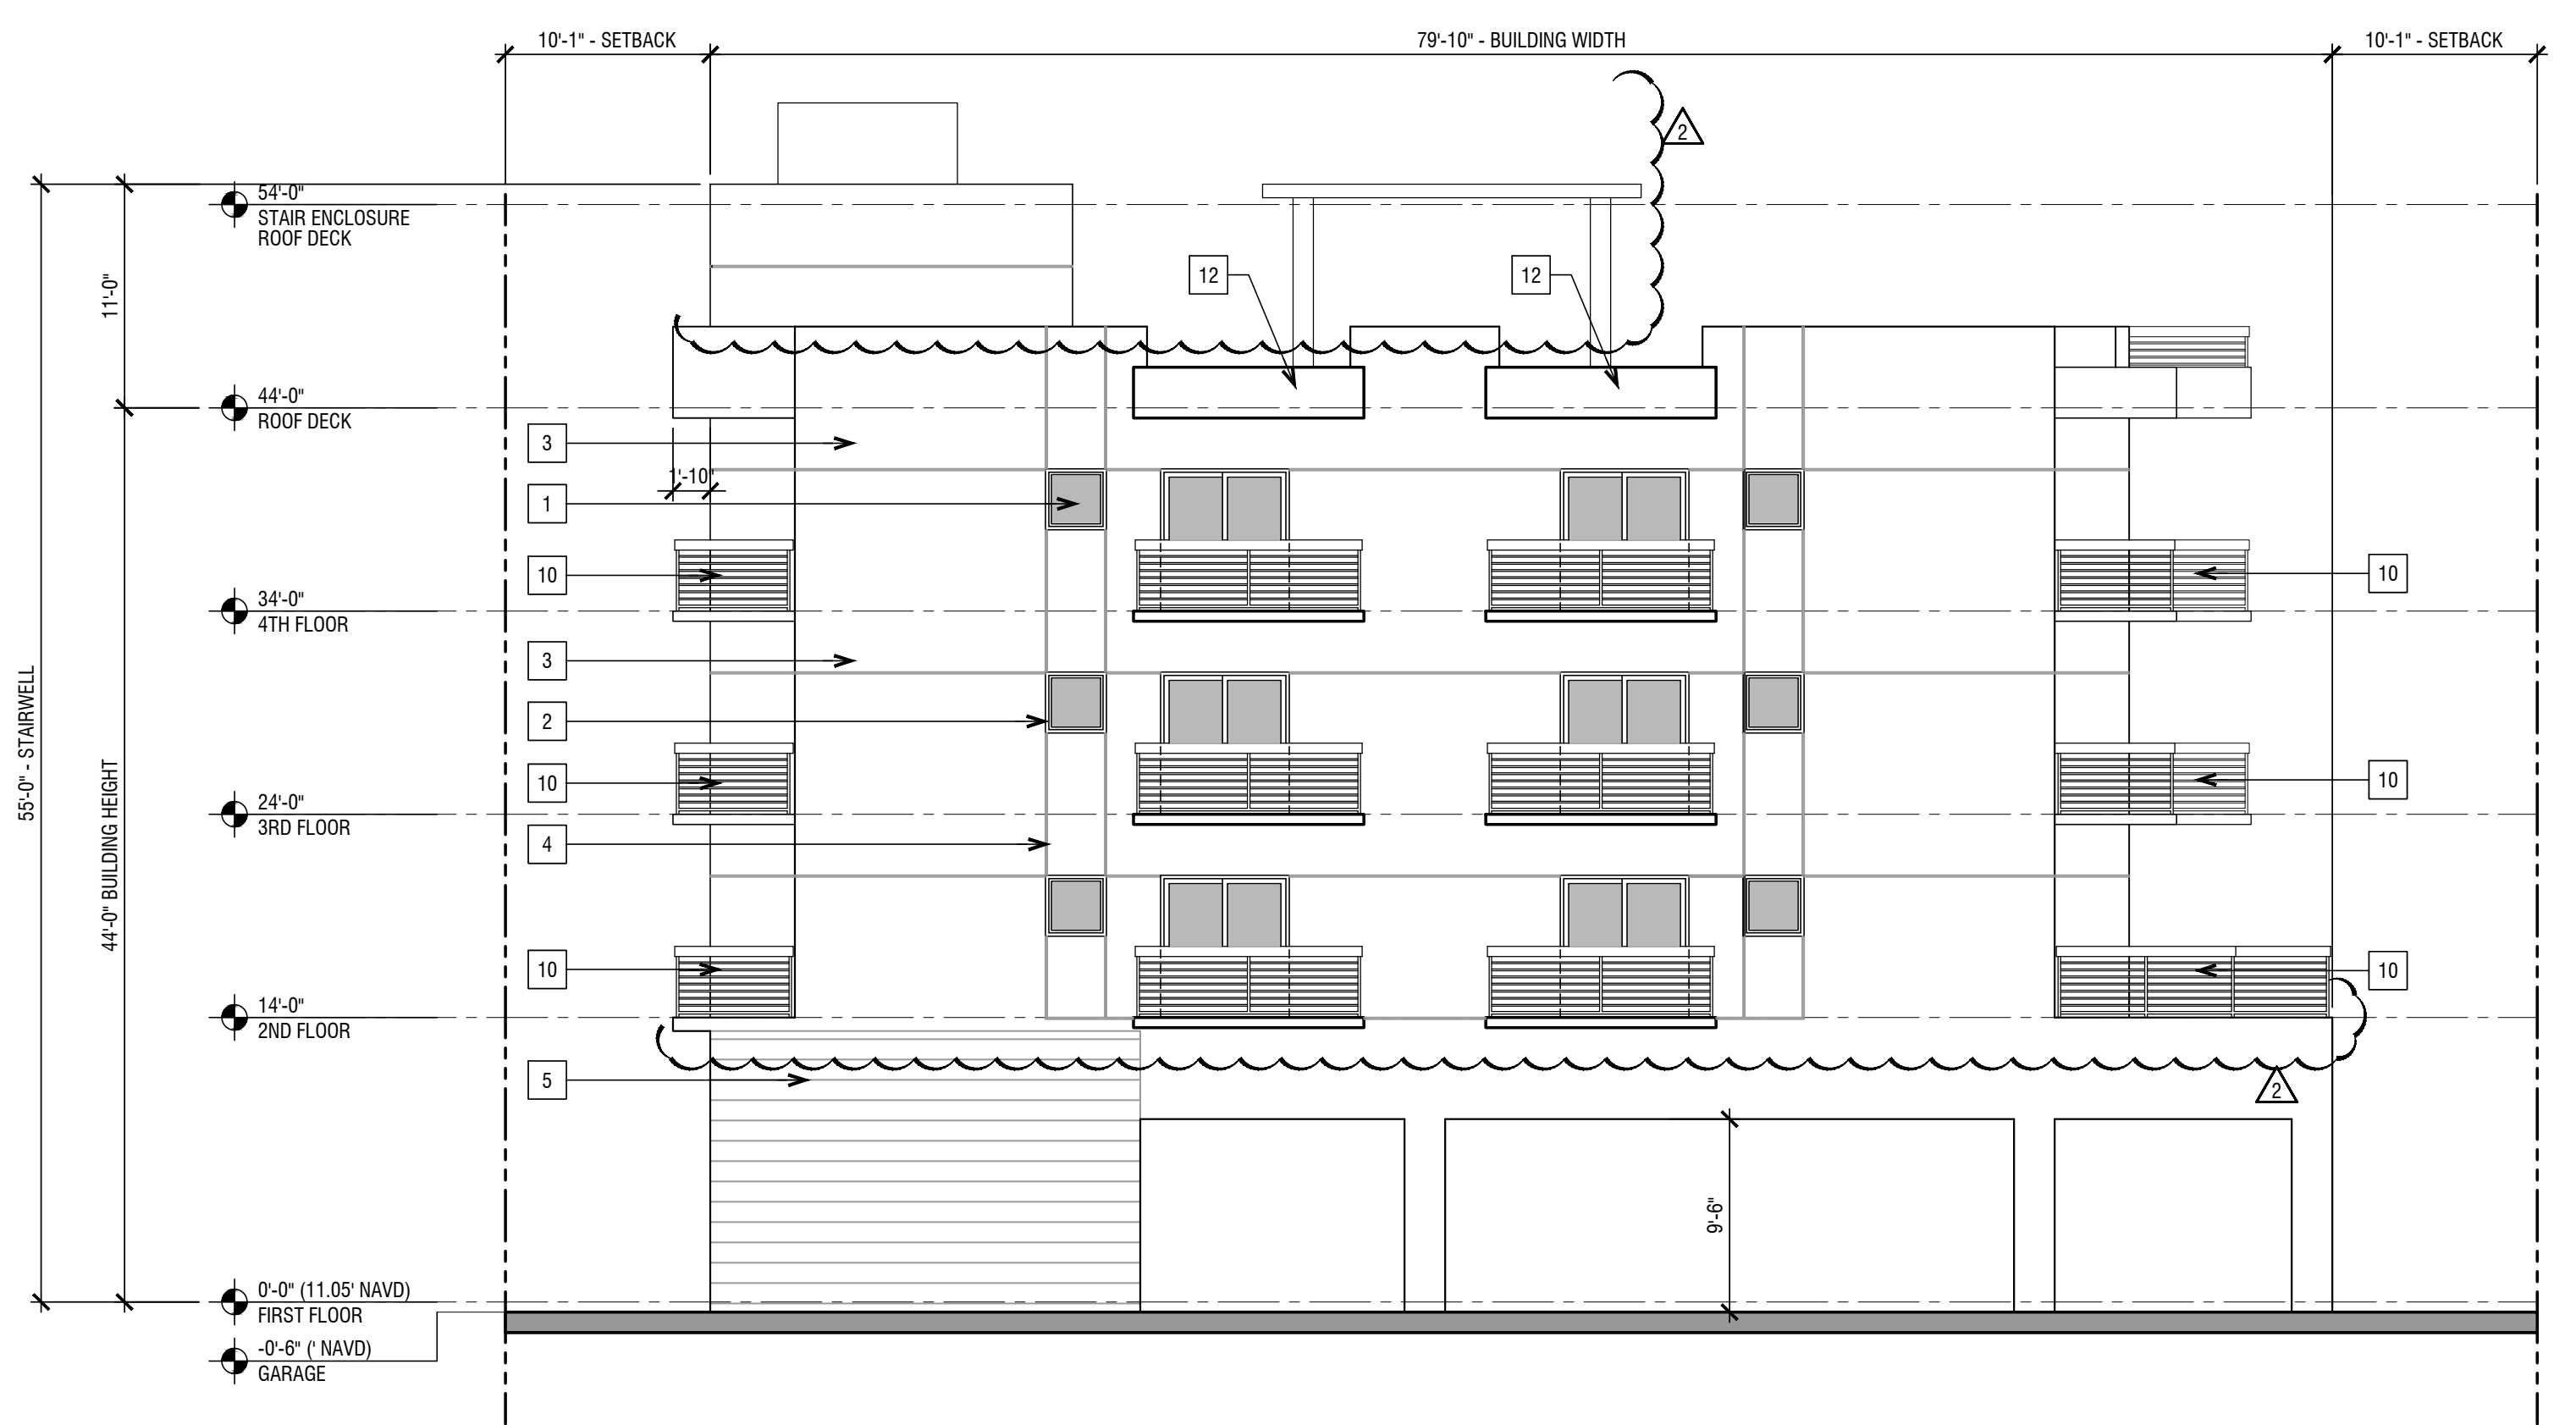 10'-1" - SETBACK
79'-10" - BUILDING WIDTH
10'-1" - SETBACK
2
54'-0"
STAIR ENCLOSURE
ROOF DECK
11'-0"
12
12
44'-0"
ROOF DECK
3
1'-10"
1
10
10
34'-0"
4TH FLOOR
3
55'-0" - STAIRWELL
44'-0" BUILDING HEIGHT
2
10
10
24'-0"
3RD FLOOR
4
10
10
14'-0"
2ND FLOOR
5
2
9'-6"
0'-0" (11.05' NAVD)
FIRST FLOOR
-0'-6" (' NAVD)
GARAGE